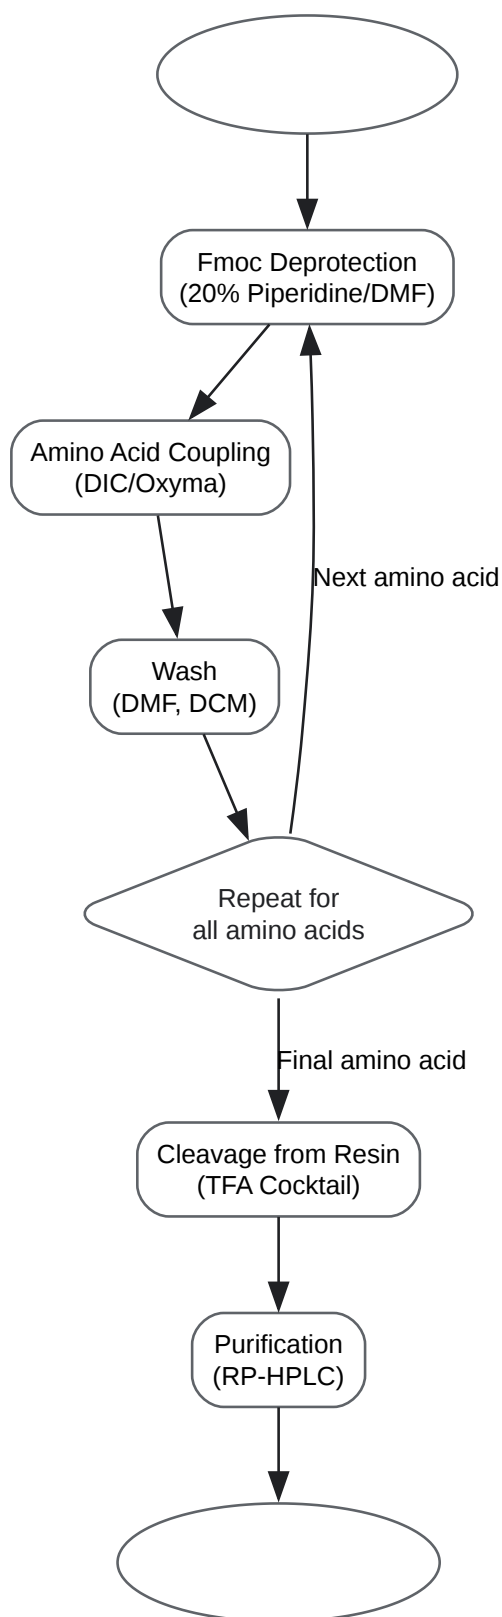 Fmoc Deprotection
(20% Piperidine/DMF)
Amino Acid Coupling
(DIC/Oxyma)
Next amino acid
Wash
(DMF, DCM)
Repeat for
all amino acids
Final amino acid
Cleavage from Resin
(TFA Cocktail)
Purification
(RP-HPLC)